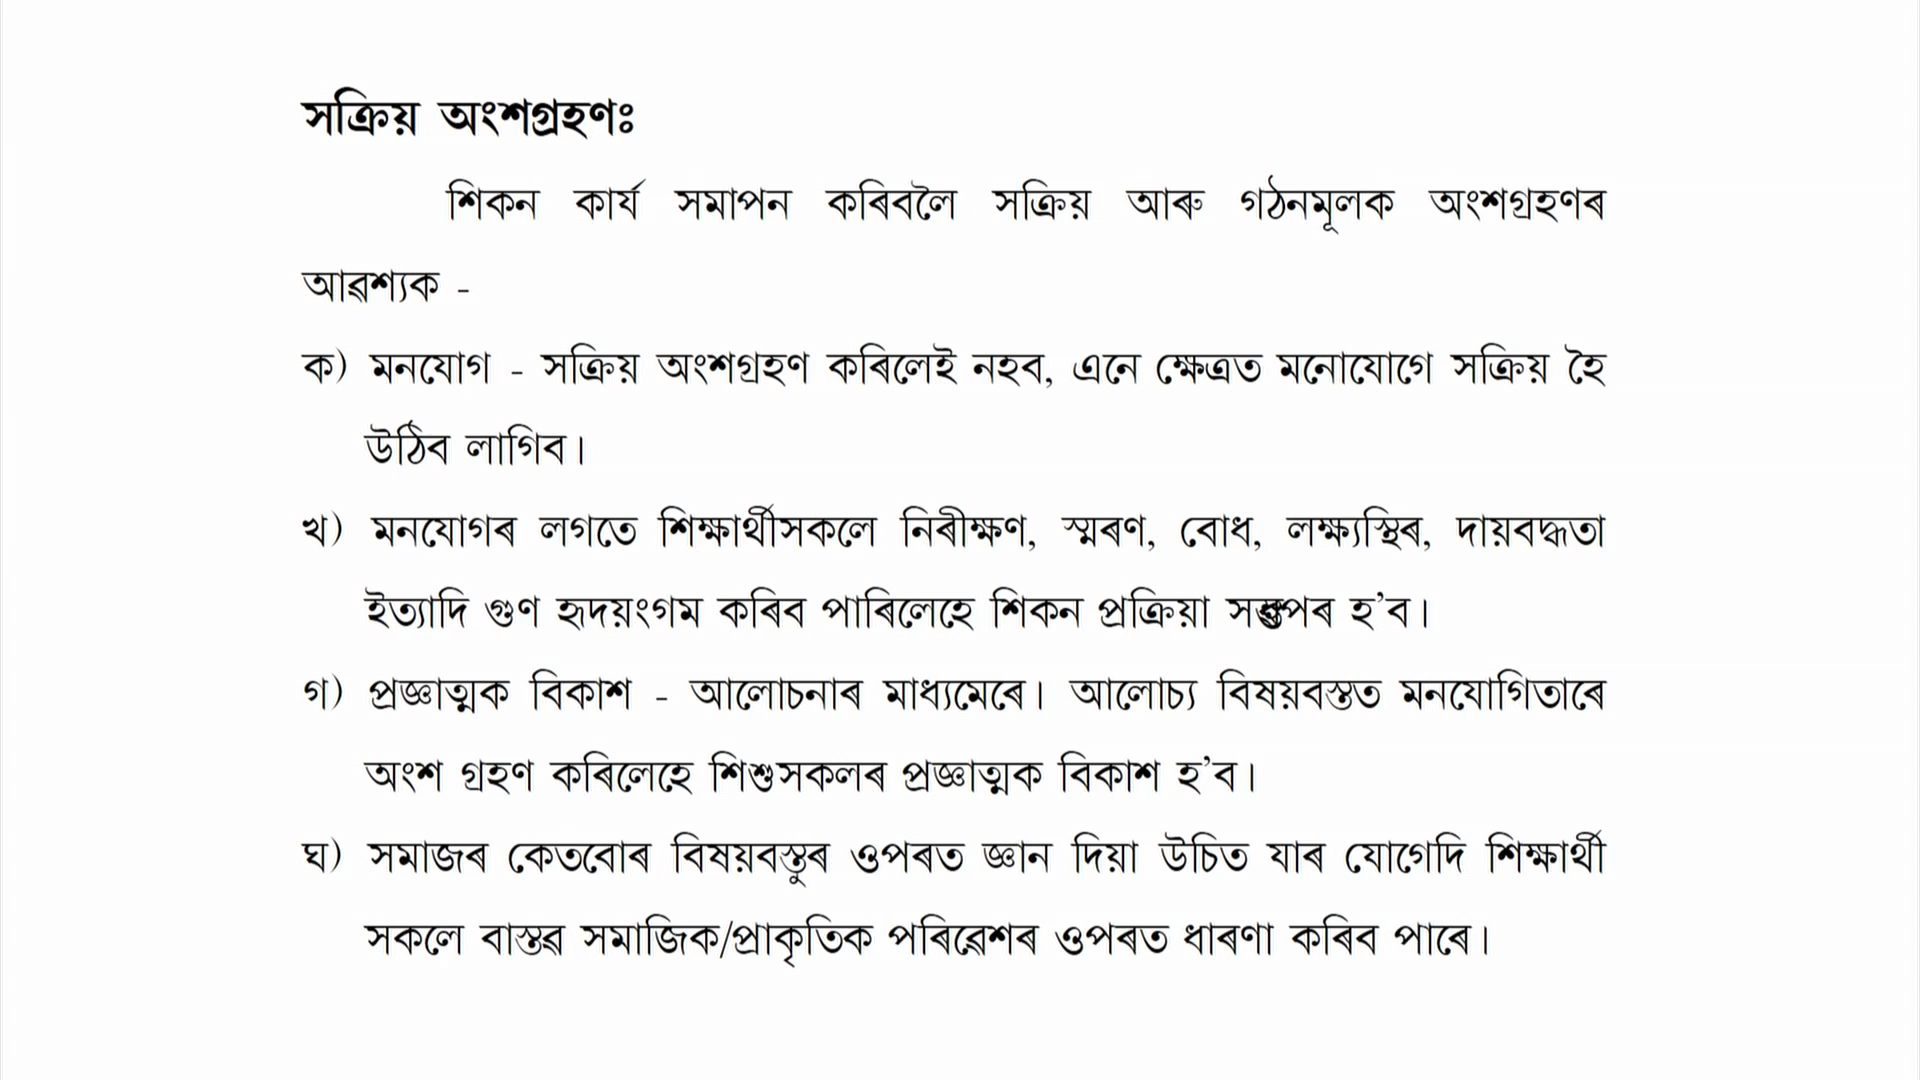 সক্ৰিয় অংশগ্ৰহণঃ
শিকন কাৰ্য সমাপন কৰিবলৈ সক্ৰিয় আৰু গঠনমূলক অংশগ্ৰহণৰ
আৱশ্যক -
ক) মনযোগ - সক্ৰিয় অংশগ্ৰহণ কৰিলেই নহব, এনে ক্ষেত্ৰত মনোযোগে সক্ৰিয় হৈ
উঠিব লাগিব।
খ) মনযোগৰ লগতে শিক্ষাৰ্থীসকলে নিৰীক্ষণ, স্মৰণ, বোধ, লক্ষ্যস্থিৰ, দায়বদ্ধতা
ইত্যাদি গুণ হৃদয়ংগম কৰিব পাৰিলেহে শিকন প্ৰক্ৰিয়া হ’ব।
গ) প্ৰজ্ঞাত্মক বিকাশ - আলোচনাৰ মাধ্যমেৰে। আলোচ্য বিষয়বস্তুত মনযোগিতাৰে
অংশ গ্ৰহণ কৰিলেহে শিশুসকলৰ প্ৰজ্ঞাত্মক বিকাশ হ’ব।
ঘ) সমাজৰ কেতবোৰ বিষয়বস্তুৰ ওপৰত জ্ঞান দিয়া উচিত যাৰ যোগেদি শিক্ষাৰ্থী
সকলে বাস্তৱ সমাজিক/প্ৰাকৃতিক পৰিৱেশৰ ওপৰত ধাৰণা কৰিব পাৰে।